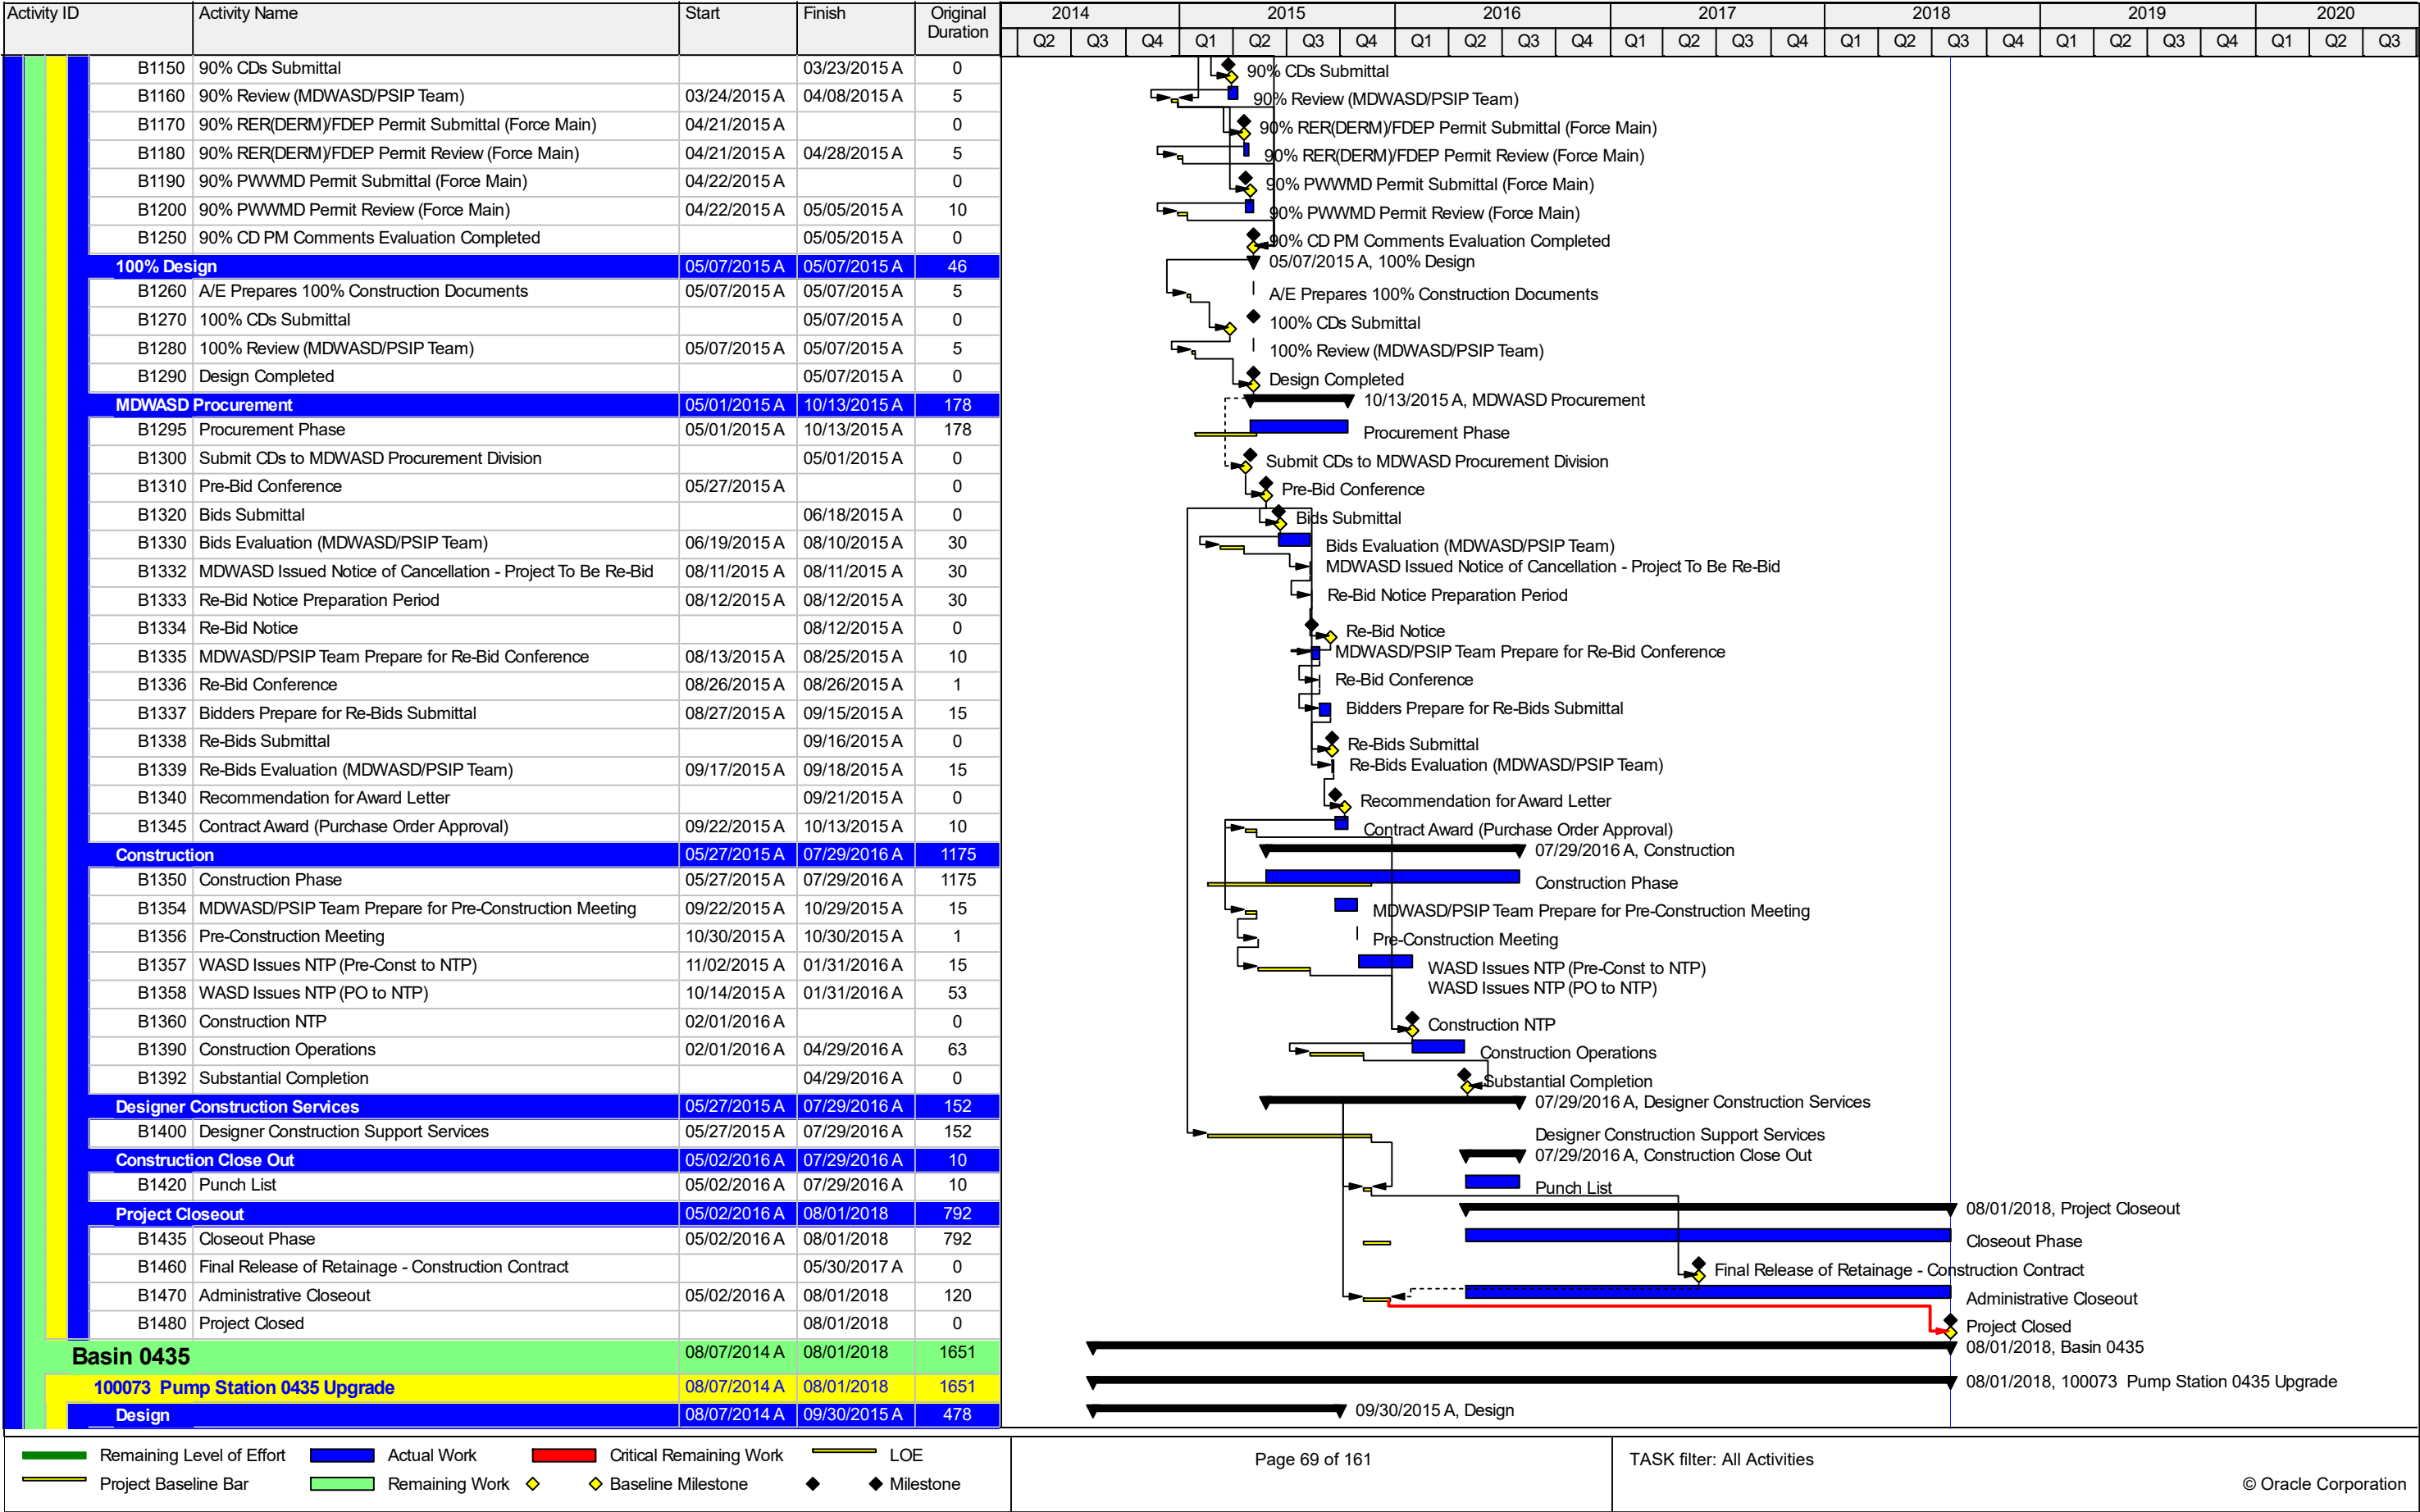 Activity ID Activity Name Start Finish Original Duration 2014 2015 2016 2017 2018 2019 2020
Q2 Q3 Q4 Q1 Q2 Q3 Q4 Q1 Q2 Q3 Q4 Q1 Q2 Q3 Q4 Q1 Q2 Q3 Q4 Q1 Q2 Q3 Q4 Q1 Q2 Q3
B1150 90% CDs Submittal 03/23/2015 A 0 90% CDs Submittal
B1160 90% Review (MDWASD/PSIP Team) 03/24/2015 A 04/08/2015 A 5 90% Review (MDWASD/PSIP Team)
B1170 90% RER(DERM)/FDEP Permit Submittal (Force Main) 04/21/2015 A 0 90% RER(DERM)/FDEP Permit Submittal (Force Main)
B1180 90% RER(DERM)/FDEP Permit Review (Force Main) 04/21/2015 A 04/28/2015 A 5 90% RER(DERM)/FDEP Permit Review (Force Main)
B1190 90% PWWMD Permit Submittal (Force Main) 04/22/2015 A 0 90% PWWMD Permit Submittal (Force Main)
B1200 90% PWWMD Permit Review (Force Main) 04/22/2015 A 05/05/2015 A 10 90% PWWMD Permit Review (Force Main)
B1250 90% CD PM Comments Evaluation Completed 05/05/2015 A 0 90% CD PM Comments Evaluation Completed
100% Design 05/07/2015 A 05/07/2015 A 46 05/07/2015 A, 100% Design
B1260 A/E Prepares 100% Construction Documents 05/07/2015 A 05/07/2015 A 5 A/E Prepares 100% Construction Documents
B1270 100% CDs Submittal 05/07/2015 A 0 100% CDs Submittal
B1280 100% Review (MDWASD/PSIP Team) 05/07/2015 A 05/07/2015 A 5 100% Review (MDWASD/PSIP Team)
B1290 Design Completed 05/07/2015 A 0 Design Completed
MDWASD Procurement 05/01/2015 A 10/13/2015 A 178 10/13/2015 A, MDWASD Procurement
B1295 Procurement Phase 05/01/2015 A 10/13/2015 A 178 Procurement Phase
B1300 Submit CDs to MDWASD Procurement Division 05/01/2015 A 0 Submit CDs to MDWASD Procurement Division
B1310 Pre-Bid Conference 05/27/2015 A 0 Pre-Bid Conference
B1320 Bids Submittal 06/18/2015 A 0 Bids Submittal
B1330 Bids Evaluation (MDWASD/PSIP Team) 06/19/2015 A 08/10/2015 A 30 Bids Evaluation (MDWASD/PSIP Team)
B1332 MDWASD Issued Notice of Cancellation - Project To Be Re-Bid 08/11/2015 A 08/11/2015 A 30 MDWASD Issued Notice of Cancellation - Project To Be Re-Bid
B1333 Re-Bid Notice Preparation Period 08/12/2015 A 08/12/2015 A 30 Re-Bid Notice Preparation Period
B1334 Re-Bid Notice 08/12/2015 A 0 Re-Bid Notice
B1335 MDWASD/PSIP Team Prepare for Re-Bid Conference 08/13/2015 A 08/25/2015 A 10 MDWASD/PSIP Team Prepare for Re-Bid Conference
B1336 Re-Bid Conference 08/26/2015 A 08/26/2015 A 1 Re-Bid Conference
B1337 Bidders Prepare for Re-Bids Submittal 08/27/2015 A 09/15/2015 A 15 Bidders Prepare for Re-Bids Submittal
B1338 Re-Bids Submittal 09/16/2015 A 0 Re-Bids Submittal
B1339 Re-Bids Evaluation (MDWASD/PSIP Team) 09/17/2015 A 09/18/2015 A 15 Re-Bids Evaluation (MDWASD/PSIP Team)
B1340 Recommendation for Award Letter 09/21/2015 A 0 Recommendation for Award Letter
B1345 Contract Award (Purchase Order Approval) 09/22/2015 A 10/13/2015 A 10 Contract Award (Purchase Order Approval)
Construction 05/27/2015 A 07/29/2016 A 1175 07/29/2016 A, Construction
B1350 Construction Phase 05/27/2015 A 07/29/2016 A 1175 Construction Phase
B1354 MDWASD/PSIP Team Prepare for Pre-Construction Meeting 09/22/2015 A 10/29/2015 A 15 MDWASD/PSIP Team Prepare for Pre-Construction Meeting
B1356 Pre-Construction Meeting 10/30/2015 A 10/30/2015 A 1 Pre-Construction Meeting
B1357 WASD Issues NTP (Pre-Const to NTP) 11/02/2015 A 01/31/2016 A 15 WASD Issues NTP (Pre-Const to NTP)
B1358 WASD Issues NTP (PO to NTP) 10/14/2015 A 01/31/2016 A 53 WASD Issues NTP (PO to NTP)
B1360 Construction NTP 02/01/2016 A 0 Construction NTP
B1390 Construction Operations 02/01/2016 A 04/29/2016 A 63 Construction Operations
B1392 Substantial Completion 04/29/2016 A 0 Substantial Completion
Designer Construction Services 05/27/2015 A 07/29/2016 A 152 07/29/2016 A, Designer Construction Services
B1400 Designer Construction Support Services 05/27/2015 A 07/29/2016 A 152 Designer Construction Support Services
Construction Close Out 05/02/2016 A 07/29/2016 A 10 07/29/2016 A, Construction Close Out
B1420 Punch List 05/02/2016 A 07/29/2016 A 10 Punch List
Project Closeout 05/02/2016 A 08/01/2018 792 08/01/2018, Project Closeout
B1435 Closeout Phase 05/02/2016 A 08/01/2018 792 Closeout Phase
B1460 Final Release of Retainage - Construction Contract 05/30/2017 A 0 Final Release of Retainage - Construction Contract
B1470 Administrative Closeout 05/02/2016 A 08/01/2018 120 Administrative Closeout
B1480 Project Closed 08/01/2018 0 Project Closed
Basin 0435 08/07/2014 A 08/01/2018 1651 08/01/2018, Basin 0435
100073 Pump Station 0435 Upgrade 08/07/2014 A 08/01/2018 1651 08/01/2018, 100073 Pump Station 0435 Upgrade
Design 08/07/2014 A 09/30/2015 A 478 09/30/2015 A, Design
Remaining Level of Effort Actual Work Critical Remaining Work LOE Page 69 of 161 TASK filter: All Activities
Project Baseline Bar Remaining Work Baseline Milestone Milestone © Oracle Corporation